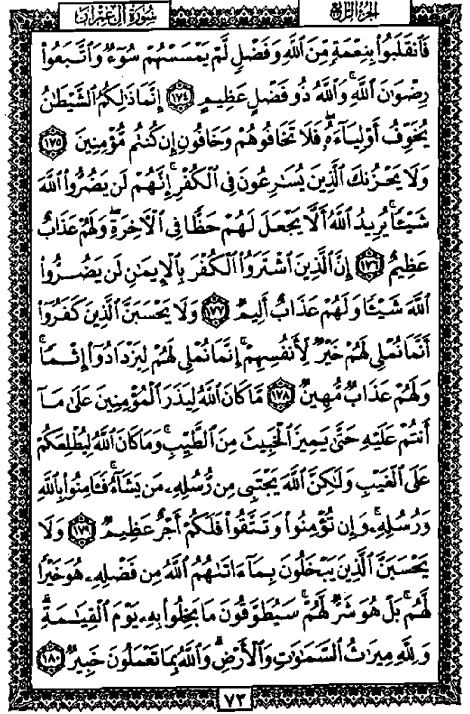 سُورَةُ آلِ عِمْرَانَ
الجزء الرابع
فَٱنقَلَبُوا۟ بِنِعْمَةٍ مِّنَ ٱللَّهِ وَفَضْلٍ لَّمْ يَمْسَسْهُمْ سُوٓءٌ وَٱتَّبَعُوا۟
رِضْوَٰنَ ٱللَّهِ ۗ وَٱللَّهُ ذُو فَضْلٍ عَظِيمٍ ١٧٤ إِنَّمَا ذَٰلِكُمُ ٱلشَّيْطَٰنُ
يُخَوِّفُ أَوْلِيَآءَهُۥ فَلَا تَخَافُوهُمْ وَخَافُونِ إِن كُنتُم مُّؤْمِنِينَ ١٧٥
وَلَا يَحْزُنكَ ٱلَّذِينَ يُسَٰرِعُونَ فِى ٱلْكُفْرِ ۚ إِنَّهُمْ لَن يَضُرُّوا۟ ٱللَّهَ
شَيْـًٔا ۗ يُرِيدُ ٱللَّهُ أَلَّا يَجْعَلَ لَهُمْ حَظًّا فِى ٱلْـَٔاخِرَةِ ۖ وَلَهُمْ عَذَابٌ
عَظِيمٌ ١٧٦ إِنَّ ٱلَّذِينَ ٱشْتَرَوُا۟ ٱلْكُفْرَ بِٱلْإِيمَٰنِ لَن يَضُرُّوا۟
ٱللَّهَ شَيْـًٔا وَلَهُمْ عَذَابٌ أَلِيمٌ ١٧٧ وَلَا يَحْسَبَنَّ ٱلَّذِينَ كَفَرُوٓا۟
أَنَّمَا نُمْلِى لَهُمْ خَيْرٌ لِّأَنفُسِهِمْ ۚ إِنَّمَا نُمْلِى لَهُمْ لِيَزْدَادُوٓا۟ إِثْمًا ۚ
وَلَهُمْ عَذَابٌ مُّهِينٌ ١٧٨ مَّا كَانَ ٱللَّهُ لِيَذَرَ ٱلْمُؤْمِنِينَ عَلَىٰ مَآ
أَنتُمْ عَلَيْهِ حَتَّىٰ يَمِيزَ ٱلْخَبِيثَ مِنَ ٱلطَّيِّبِ ۗ وَمَا كَانَ ٱللَّهُ لِيُطْلِعَكُمْ
عَلَى ٱلْغَيْبِ وَلَٰكِنَّ ٱللَّهَ يَجْتَبِى مِن رُّسُلِهِۦ مَن يَشَآءُ ۖ فَـَٔامِنُوا۟ بِٱللَّهِ
وَرُسُلِهِۦ ۚ وَإِن تُؤْمِنُوا۟ وَتَتَّقُوا۟ فَلَكُمْ أَجْرٌ عَظِيمٌ ١٧٩ وَلَا
يَحْسَبَنَّ ٱلَّذِينَ يَبْخَلُونَ بِمَآ ءَاتَىٰهُمُ ٱللَّهُ مِن فَضْلِهِۦ هُوَ خَيْرًا
لَّهُم ۖ بَلْ هُوَ شَرٌّ لَّهُمْ ۖ سَيُطَوَّقُونَ مَا بَخِلُوا۟ بِهِۦ يَوْمَ ٱلْقِيَٰمَةِ ۗ
وَلِلَّهِ مِيرَٰثُ ٱلسَّمَٰوَٰتِ وَٱلْأَرْضِ ۗ وَٱللَّهُ بِمَا تَعْمَلُونَ خَبِيرٌ ١٨٠
٧٣